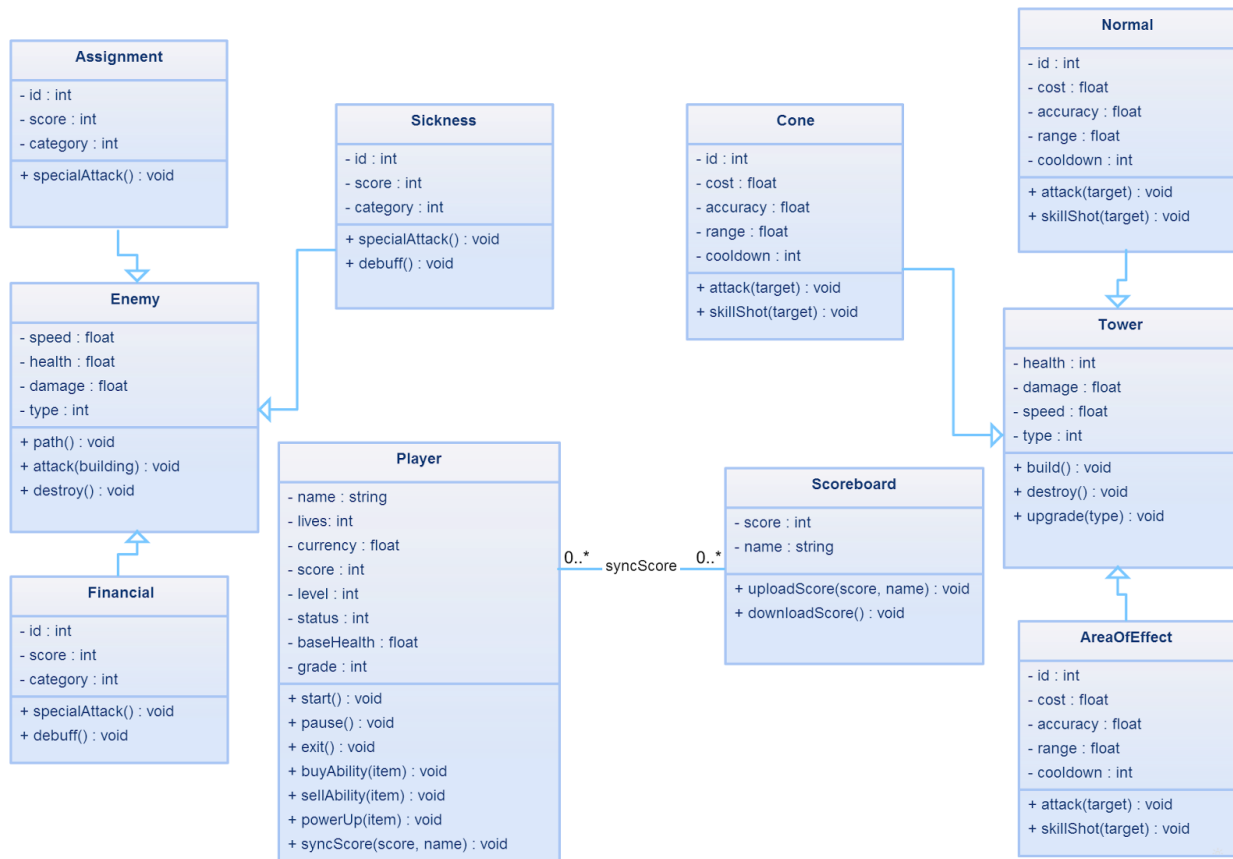 Assignment
- id : int
- score : int
- category : int
+ specialAttack() : void
Sickness
- id : int
- score : int
- category : int
+ specialAttack() : void
+ debuff() : void
Cone
- id : int
- cost : float
- accuracy : float
- range : float
- cooldown : int
+ attack(target) : void
+ skillShot(target) : void
Normal
- id : int
- cost : float
- accuracy : float
- range : float
- cooldown : int
+ attack(target) : void
+ skillShot(target) : void
Enemy
- speed : float
- health : float
- damage : float
- type : int
+ path() : void
+ attack(building) : void
+ destroy() : void
Tower
- health : int
- damage : float
- speed : float
- type : int
+ build() : void
+ destroy() : void
+ upgrade(type) : void
Player
- name : string
- lives: int
- currency : float
- score : int
- level : int
- status : int
- baseHealth : float
- grade : int
+ start() : void
+ pause() : void
+ exit() : void
+ buyAbility(item) : void
+ sellAbility(item) : void
+ powerUp(item) : void
+ syncScore(score, name) : void
0..* syncScore 0..*
Scoreboard
- score : int
- name : string
+ uploadScore(score, name) : void
+ downloadScore() : void
Financial
- id : int
- score : int
- category : int
+ specialAttack() : void
+ debuff() : void
AreaOfEffect
- id : int
- cost : float
- accuracy : float
- range : float
- cooldown : int
+ attack(target) : void
+ skillShot(target) : void